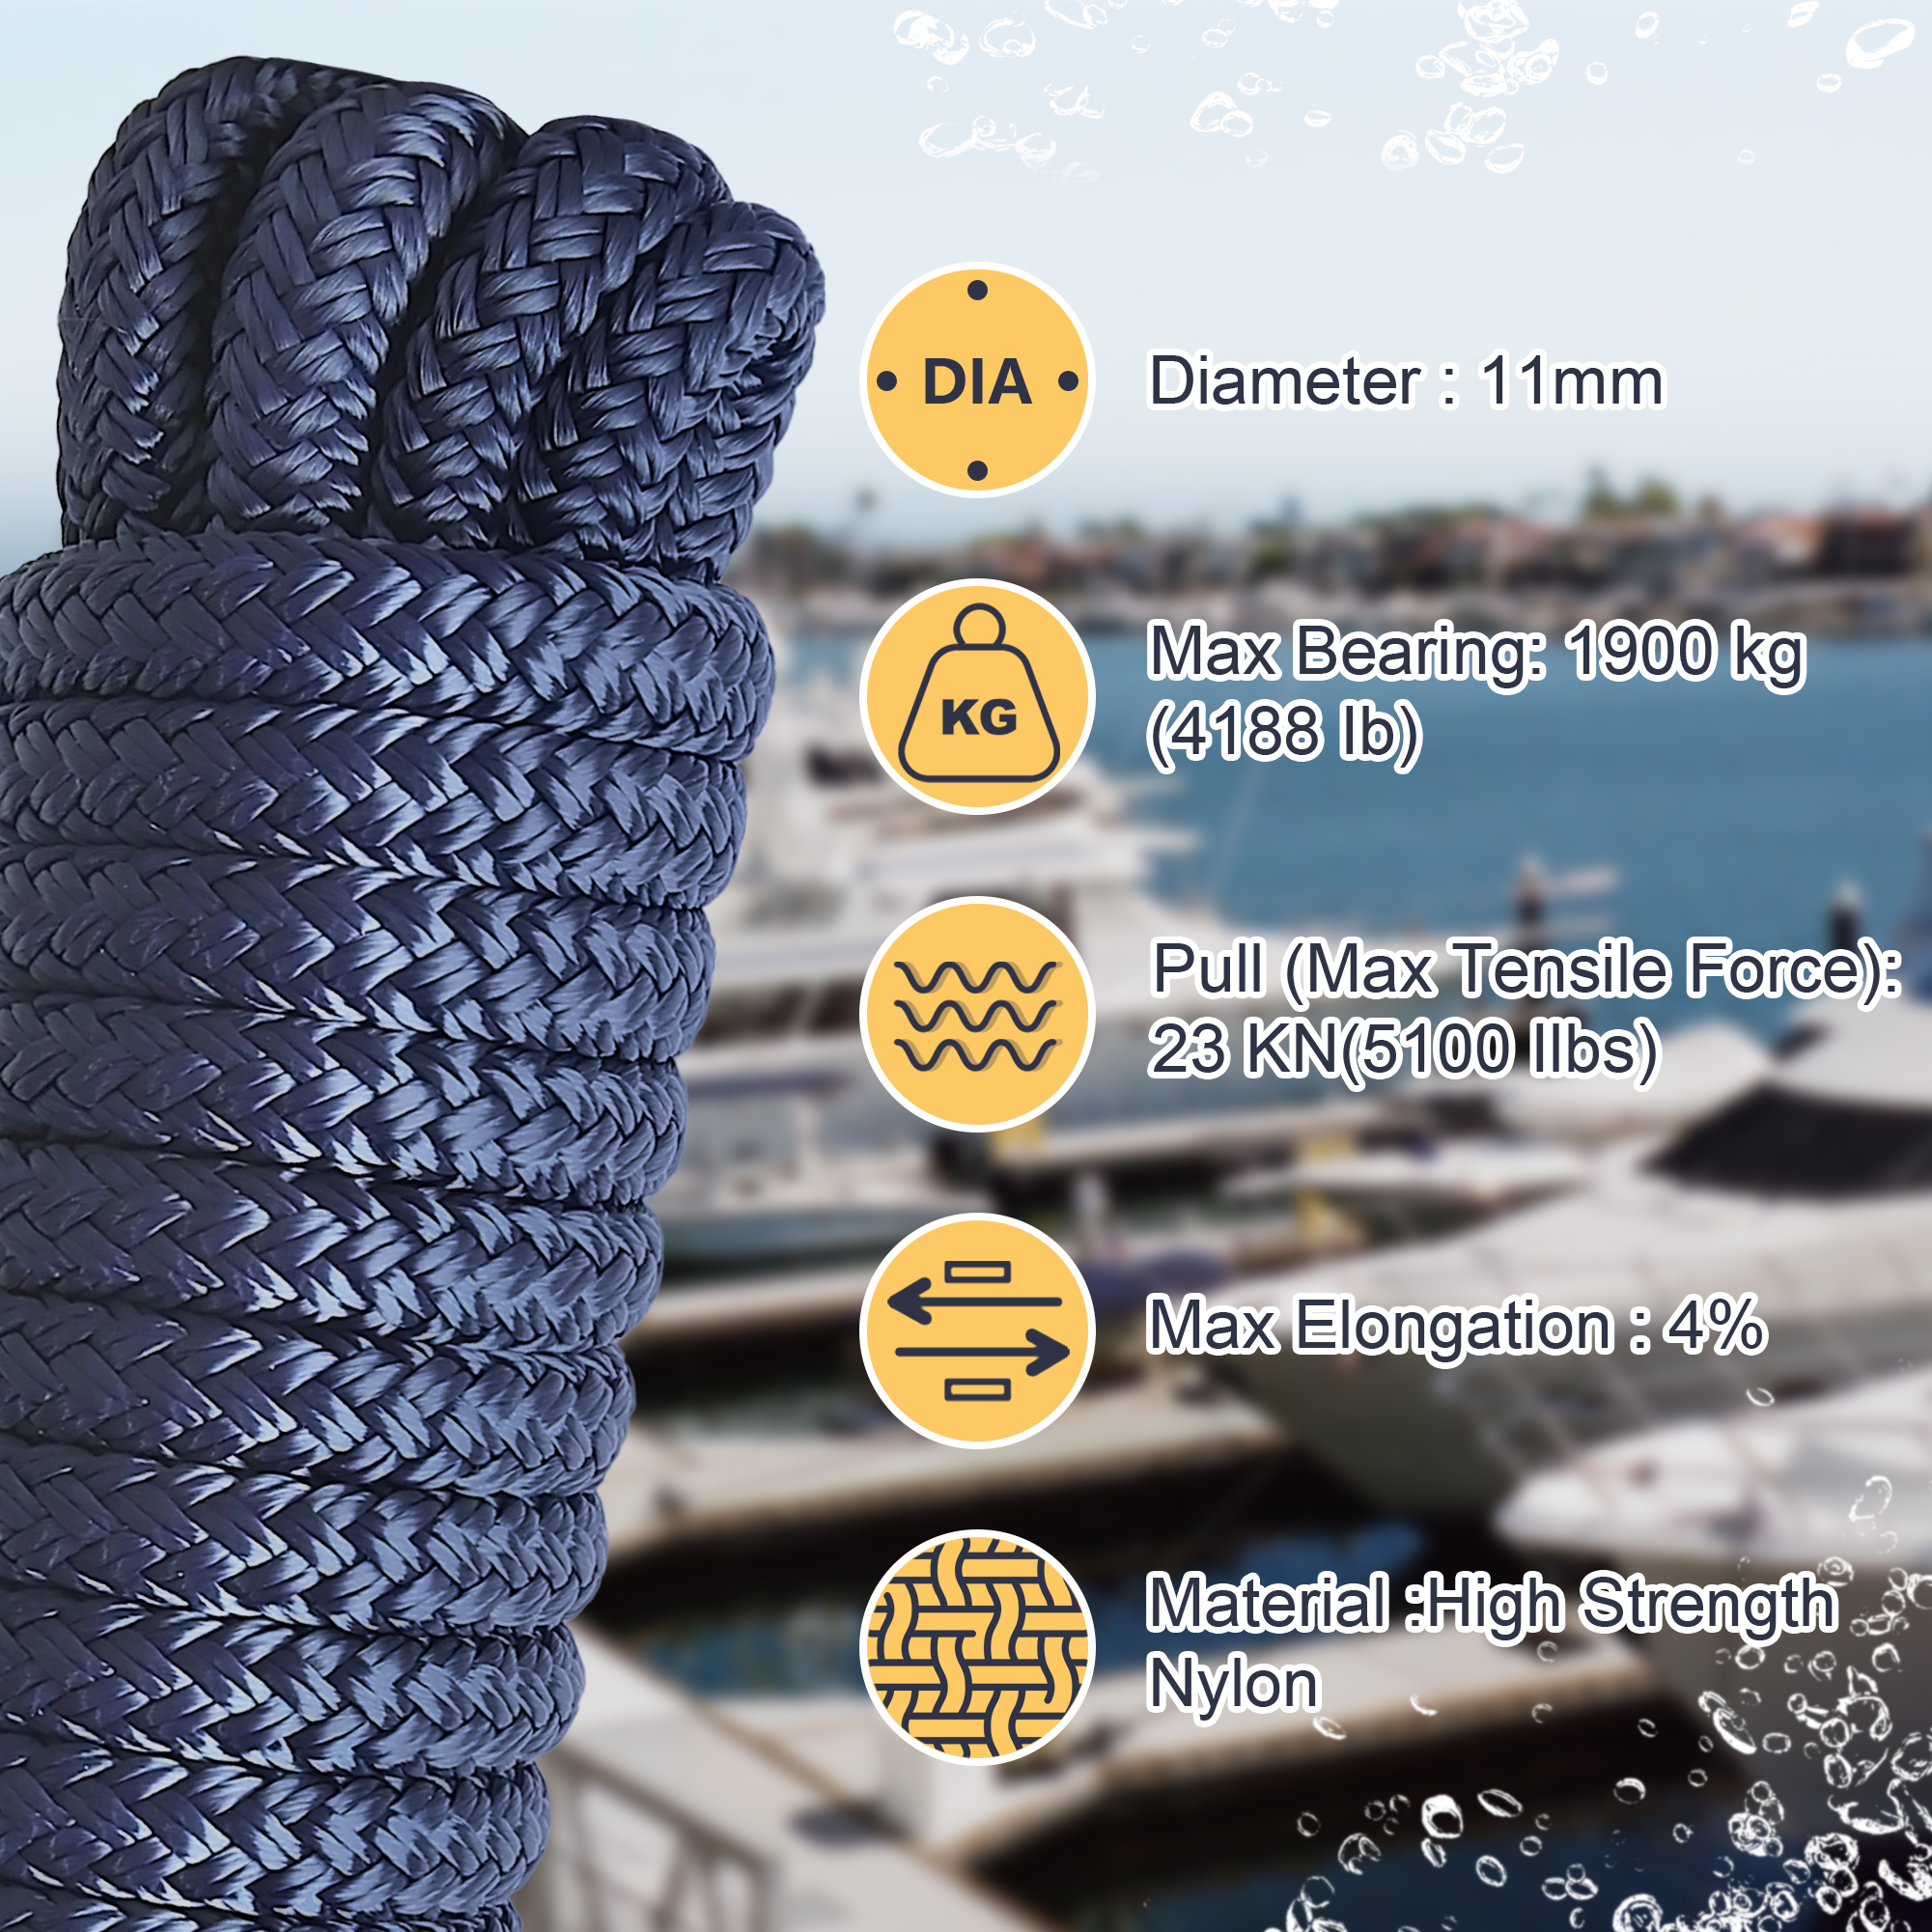 DIA
Diameter : 11mm
KG
Max Bearing: 1900 kg
(4188 lb)
Pull (Max Tensile Force):
23 KN(5100 llbs)
Max Elongation : 4%
Material :High Strength
Nylon